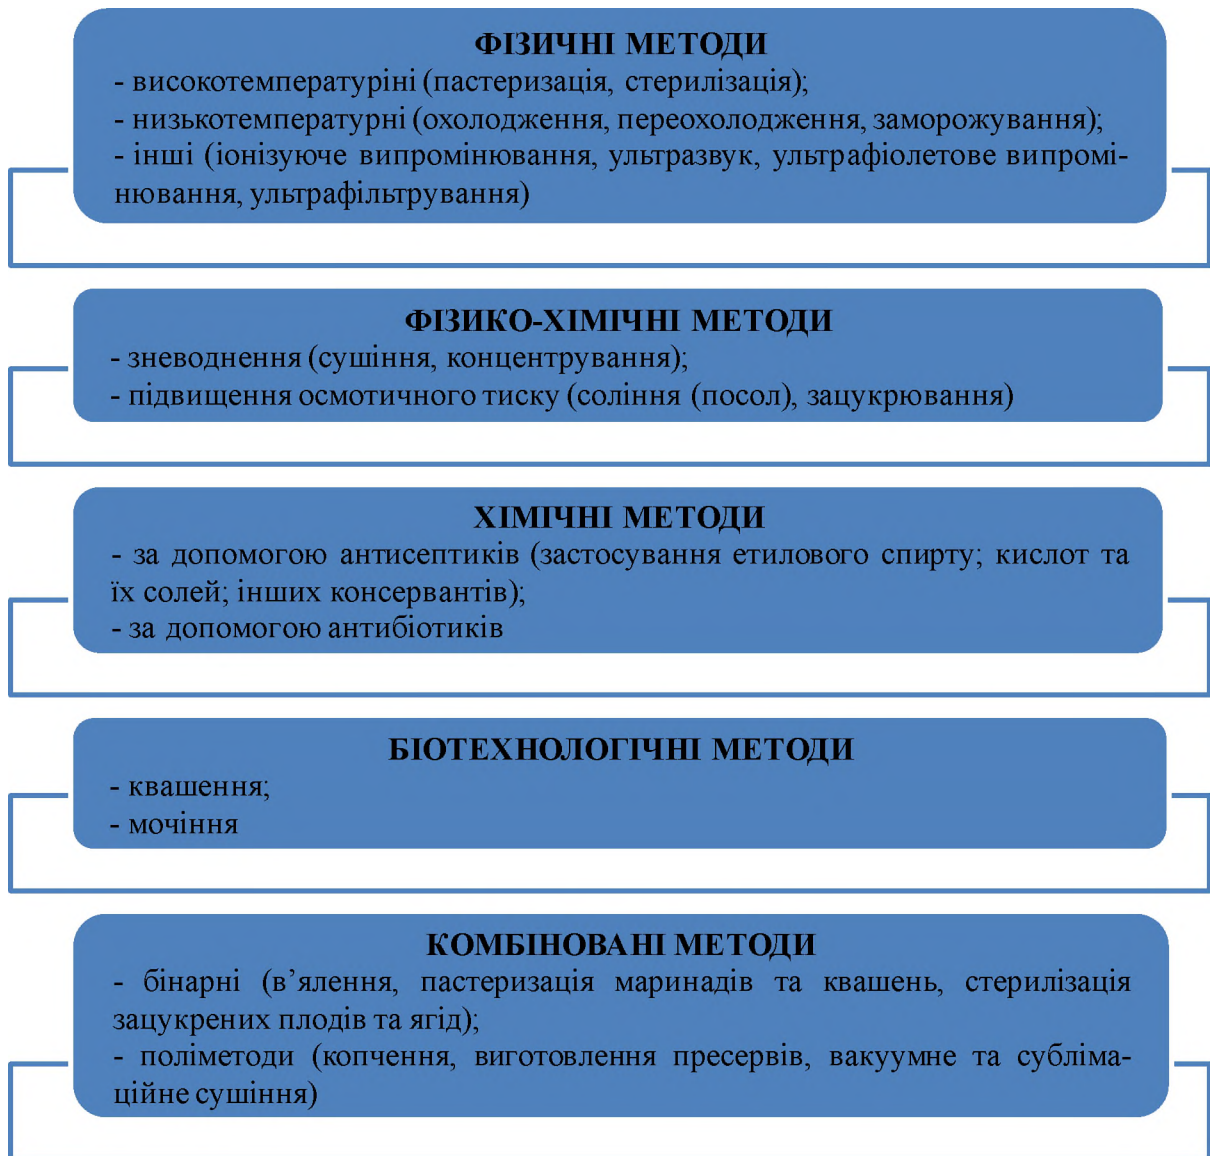 ФІЗИЧНІ МЕТОДИ
- високотемпературіні (пастеризація, стерилізація);
- низькотемпературні (охолодження, переохолодження, заморожування);
- інші (іонізуюче випромінювання, ультразвук, ультрафіолетове випромі-
нювання, ультрафільтрування)
ФІЗИКО-ХІМІЧНІ МЕТОДИ
- зневоднення (сушіння, концентрування);
- підвищення осмотичного тиску (соління (посол), зацукрювання)
ХІМІЧНІ МЕТОДИ
- за допомогою антисептиків (застосування етилового спирту; кислот та
їх солей; інших консервантів);
- за допомогою антибіотиків
БІОТЕХНОЛОГІЧНІ МЕТОДИ
- квашення;
- мочіння
КОМБІНОВАНІ МЕТОДИ
- бінарні (в’ялення, пастеризація маринадів та квашень, стерилізація
зацукрених плодів та ягід);
- поліметоди (копчення, виготовлення пресервів, вакуумне та субліма-
ційне сушіння)